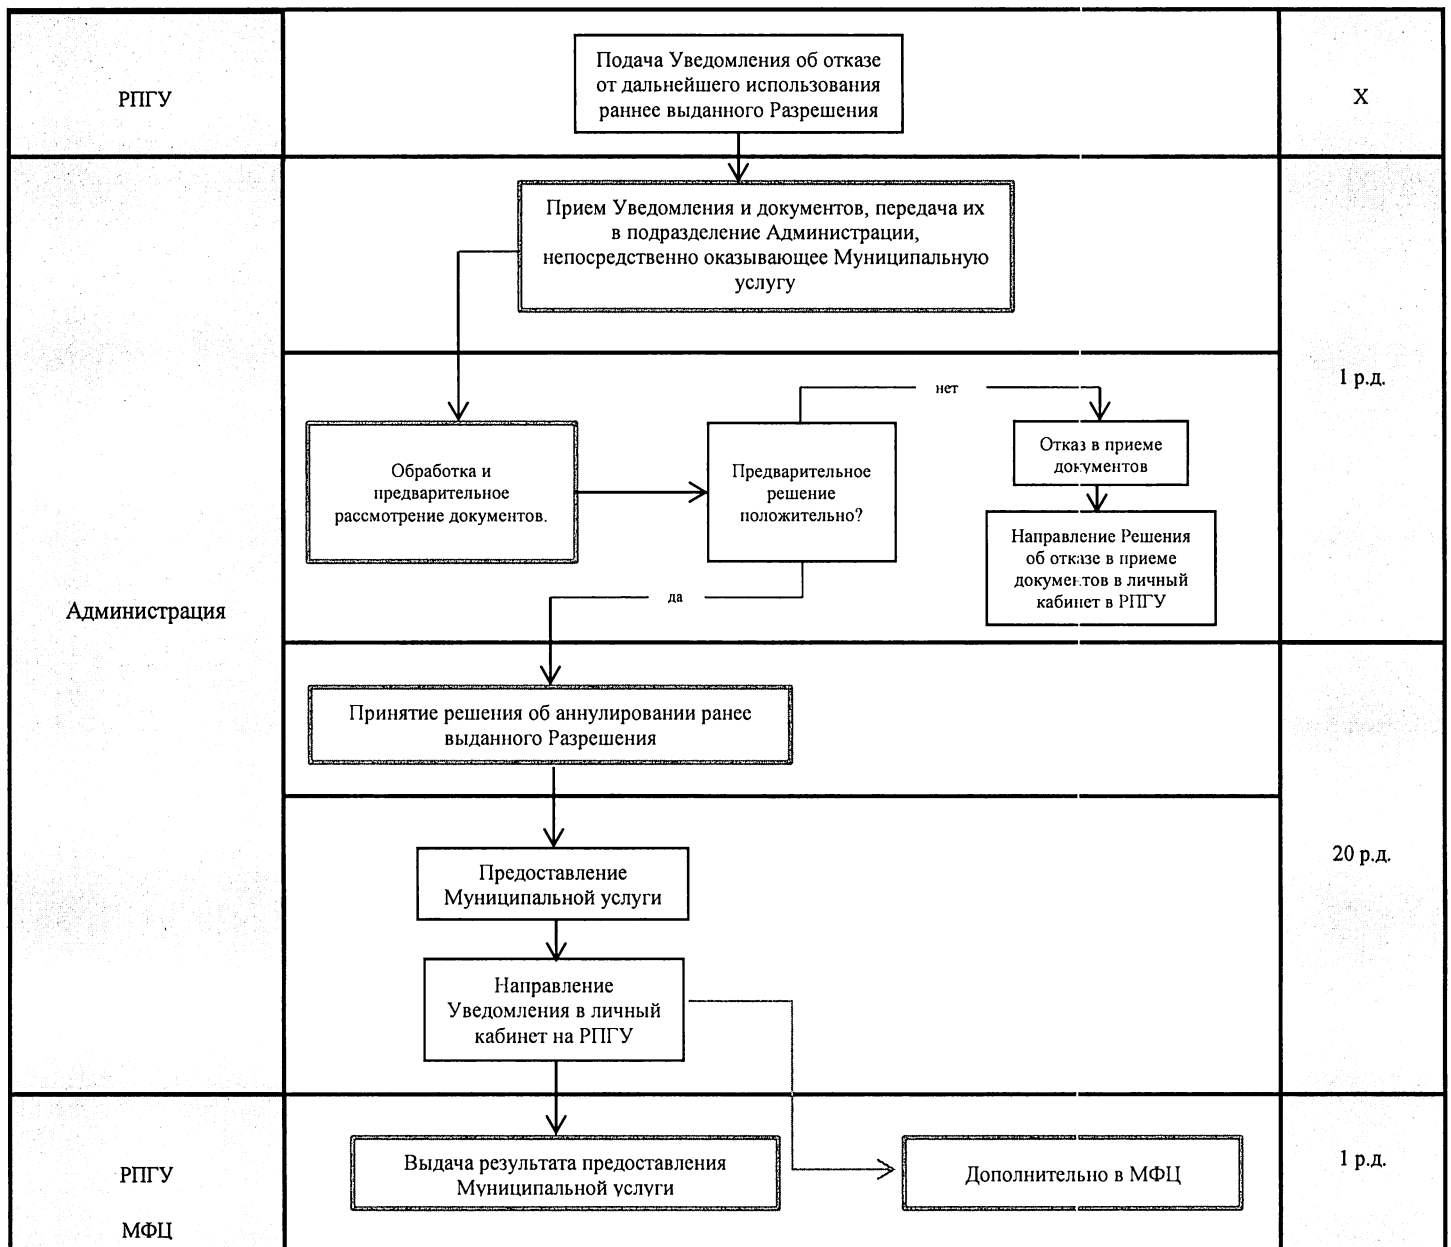 РПГУ
Подача Уведомления об отказе
от дальнейшего использования
раннее выданного Разрешения
X
Администрация
Прием Уведомления и документов, передача их
в подразделение Администрации,
непосредственно оказывающее Муниципальную
услугу
1 р.д.
Обработка и
предварительное
рассмотрение документов.
Предварительное
решение
положительно?
нет
Отказ в приеме
документов
Направление Решения
об отказе в приеме
документов в личный
кабинет в РПГУ
да
Принятие решения об аннулировании ранее
выданного Разрешения
20 р.д.
Предоставление
Муниципальной услуги
Направление
Уведомления в личный
кабинет на РПГУ
РПГУ
МФЦ
Выдача результата предоставления
Муниципальной услуги
Дополнительно в МФЦ
1 р.д.